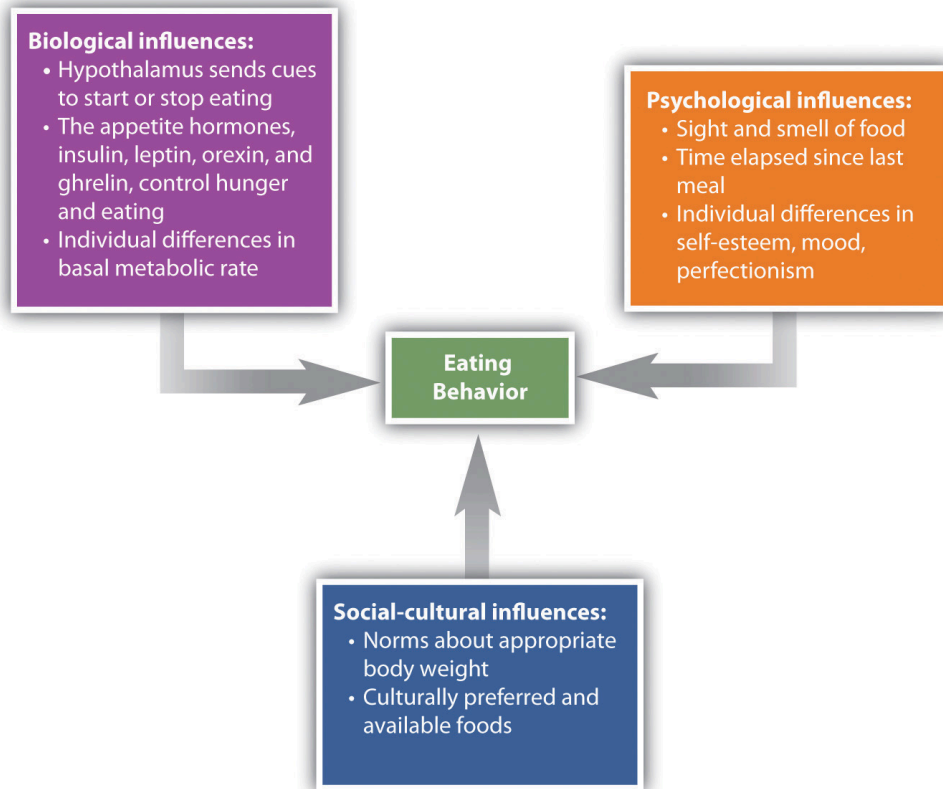 Biological influences:
• Hypothalamus sends cues
to start or stop eating
• The appetite hormones,
insulin, leptin, orexin, and
ghrelin, control hunger
and eating
• Individual differences in
basal metabolic rate
Psychological influences:
• Sight and smell of food
• Time elapsed since last
meal
• Individual differences in
self-esteem, mood,
perfectionism
Eating
Behavior
Social-cultural influences:
• Norms about appropriate
body weight
• Culturally preferred and
available foods